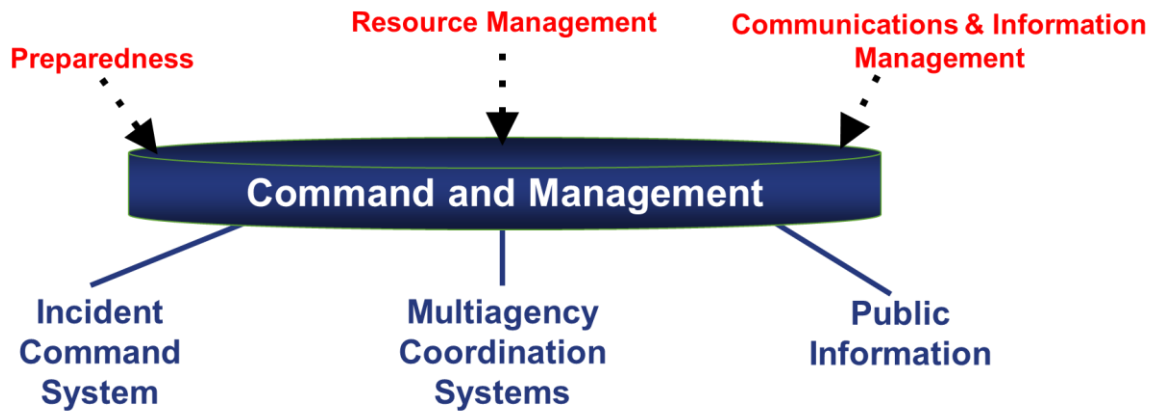 Resource Management
Communications & Information
Management
Preparedness
Command and Management
Incident
Command
System
Multiagency
Coordination
Systems
Public
Information